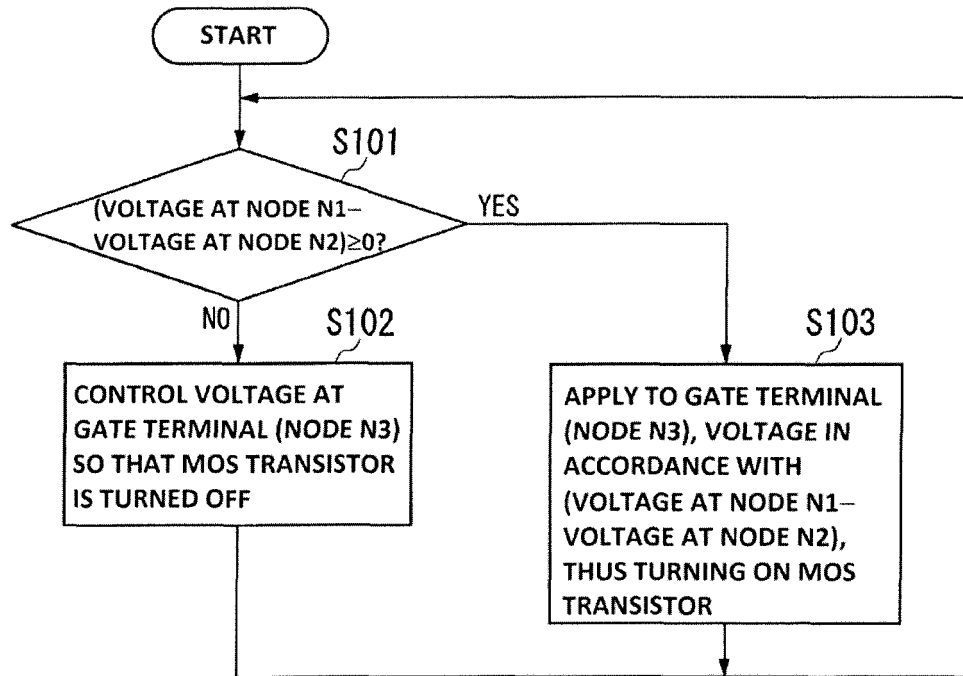 START
S101
(VOLTAGE AT NODE N1–
VOLTAGE AT NODE N2)≥0?
YES
NO
S102
CONTROL VOLTAGE AT
GATE TERMINAL (NODE N3)
SO THAT MOS TRANSISTOR
IS TURNED OFF
S103
APPLY TO GATE TERMINAL
(NODE N3), VOLTAGE IN
ACCORDANCE WITH
(VOLTAGE AT NODE N1–
VOLTAGE AT NODE N2),
THUS TURNING ON MOS
TRANSISTOR